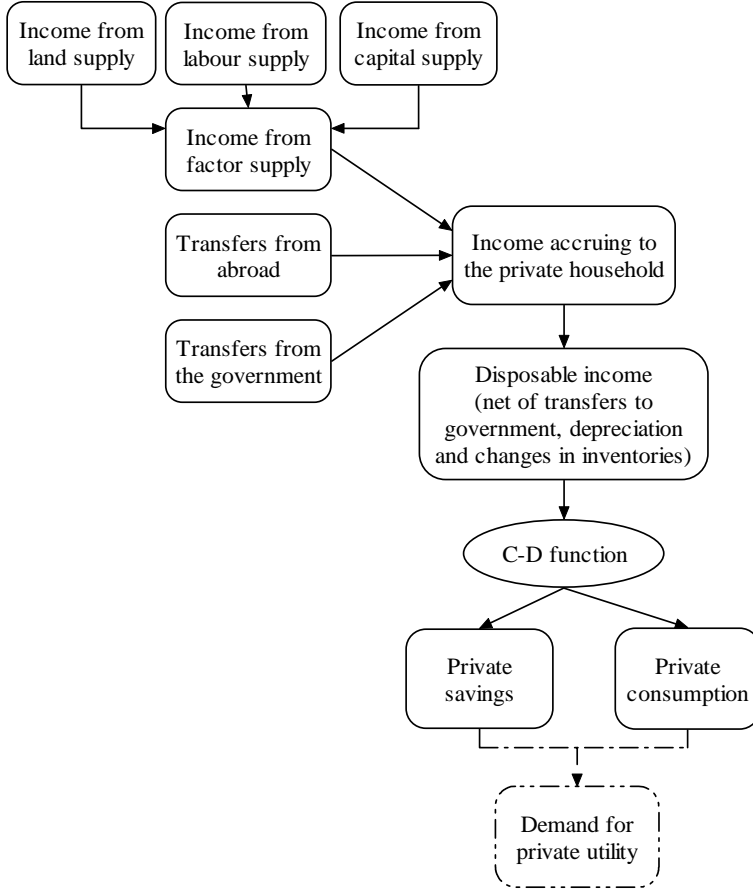 Income from
land supply
Income from
labour supply
Income from
capital supply
Income from
factor supply
Transfers from
abroad
Income accruing to
the private household
Transfers from
the government
Disposable income
(net of transfers to
government, depreciation
and changes in inventories)
C-D function
Private
savings
Private
consumption
Demand for
private utility